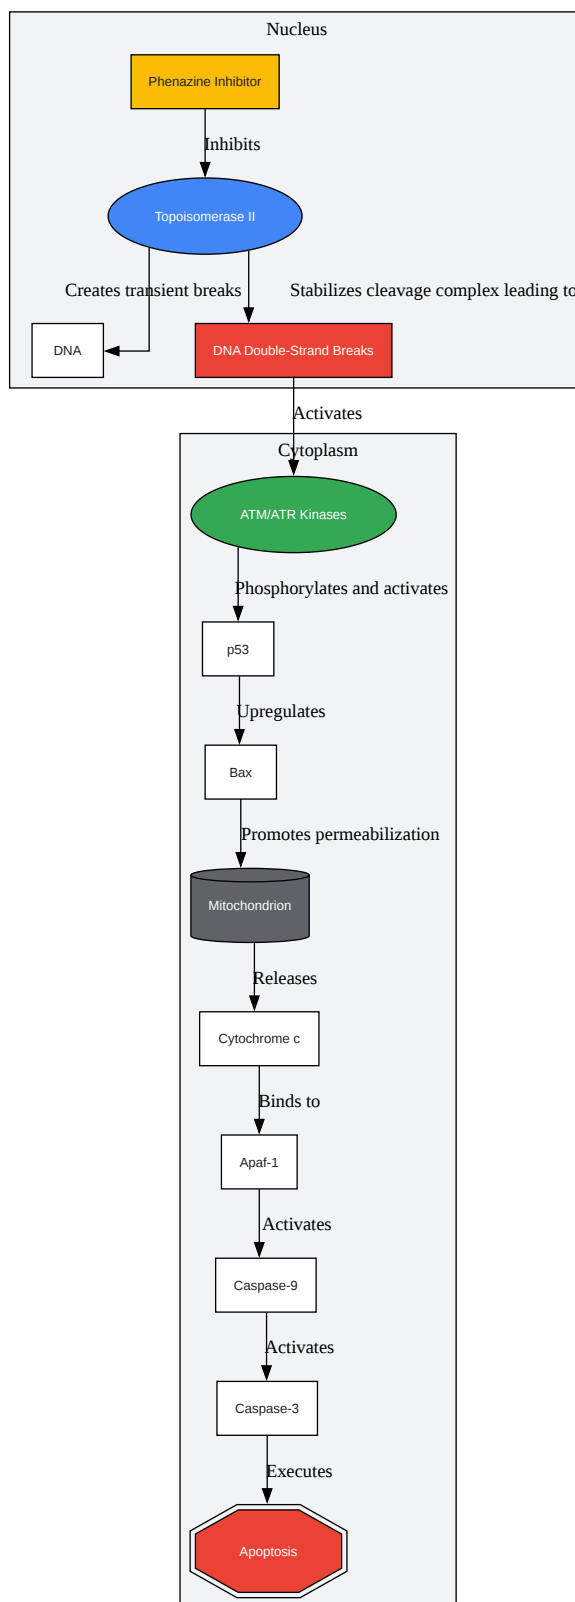 Nucleus
Phenazine Inhibitor
Inhibits
Topoisomerase II
Creates transient breaks
Stabilizes cleavage complex leading to
DNA
DNA Double-Strand Breaks
Activates
Cytoplasm
ATM/ATR Kinases
Phosphorylates and activates
p53
Upregulates
Bax
Promotes permeabilization
Mitochondrion
Releases
Cytochrome c
Binds to
Apaf-1
Activates
Caspase-9
Activates
Caspase-3
Executes
Apoptosis